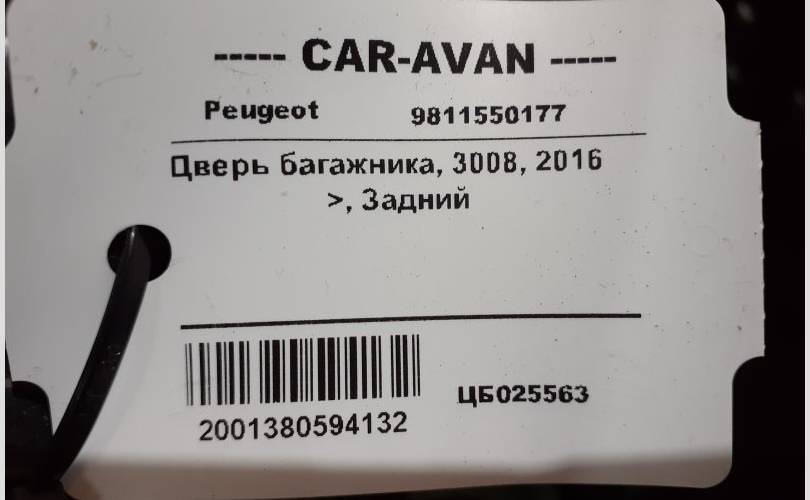 ----- CAR-AVAN -----
Peugeot 9811550177
Дверь багажника, 3008, 2016
>, Задний
2001380594132
ЦБ025563